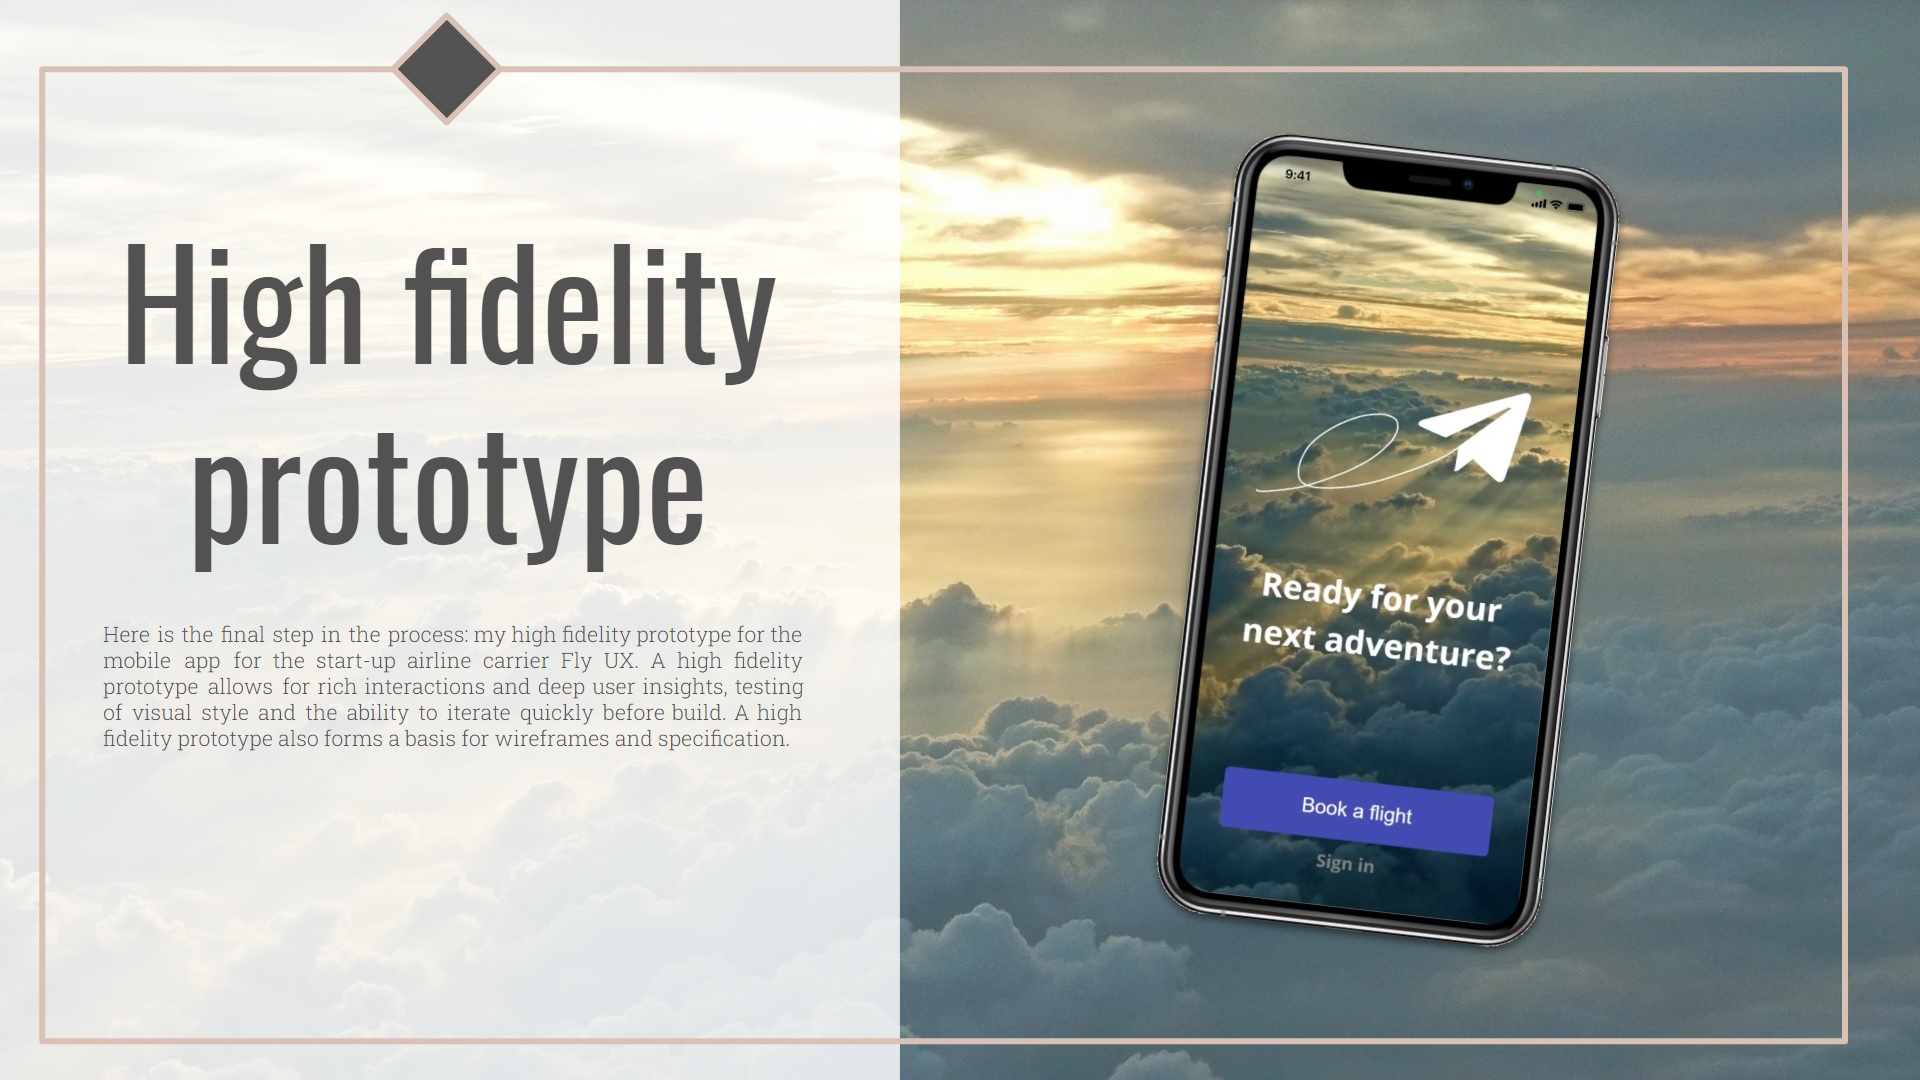 High fidelity
prototype
Here is the final step in the process: my high fidelity prototype for the
mobile app for the start-up airline carrier Fly UX. A high fidelity
prototype allows for rich interactions and deep user insights, testing
of visual style and the ability to iterate quickly before build. A high
fidelity prototype also forms a basis for wireframes and specification.
9:41
Ready for your
next adventure?
Book a flight
Sign in